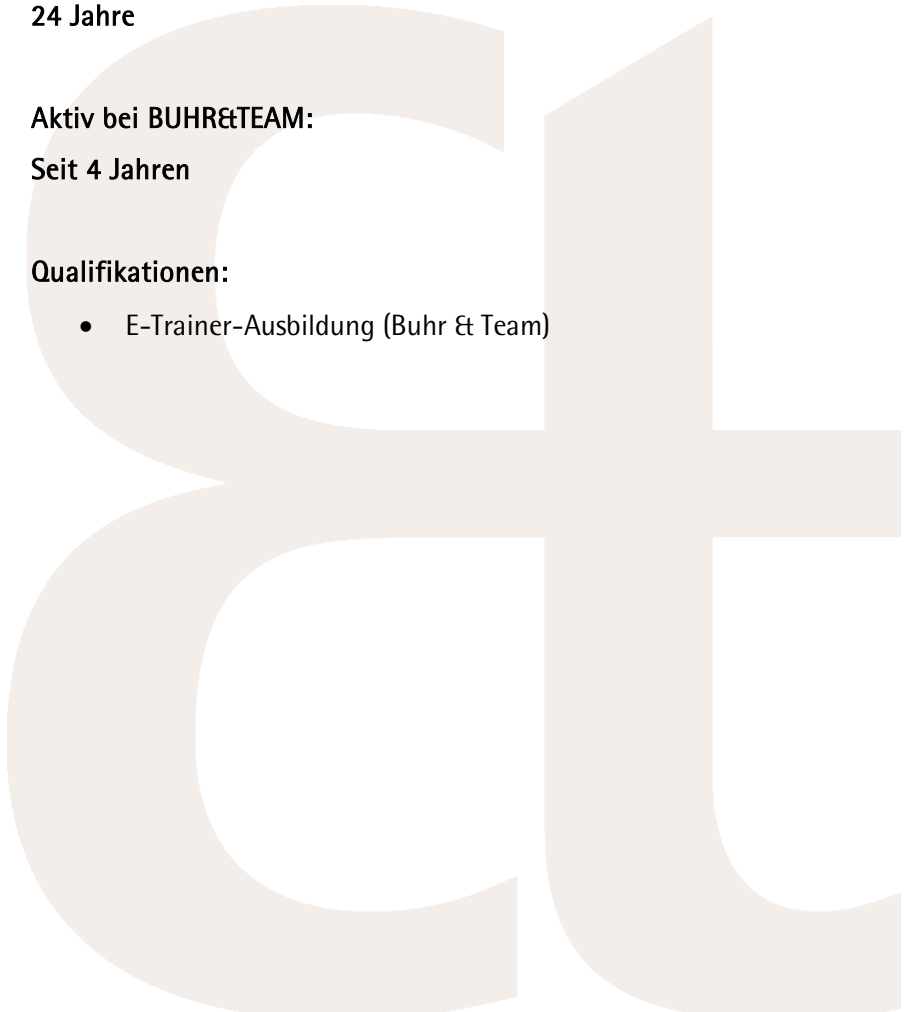 24 Jahre
Aktiv bei BUHR&TEAM:
Seit 4 Jahren
Qualifikationen:
• E-Trainer-Ausbildung (Buhr & Team)
&